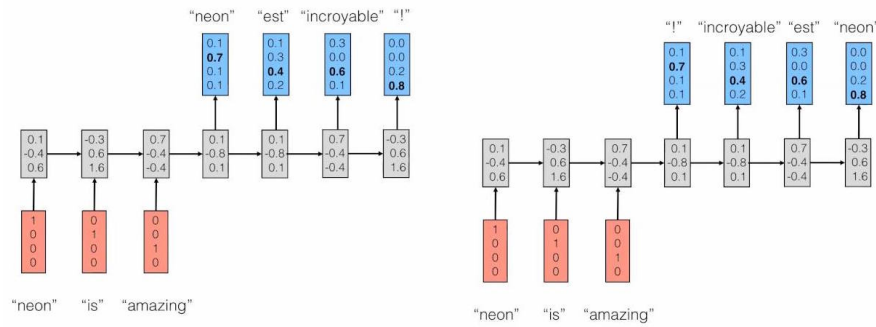 "neon" "est" "incroyable" "!"
0.1 0.1 0.3 0.0
0.7 0.3 0.0 0.0
0.1 0.4 0.6 0.2
0.1 0.2 0.1 0.8
0.1 -0.3 0.7 0.1 0.1 0.7 -0.3
-0.4 0.6 -0.4 -0.8 -0.8 -0.4 0.6
0.6 1.6 -0.4 0.1 0.1 -0.4 1.6
1 0 0
0 1 0
0 0 1
0 0 0
"neon" "is" "amazing"
"!" "incroyable" "est" "neon"
0.1 0.1 0.3 0.0
0.7 0.3 0.0 0.0
0.1 0.4 0.6 0.2
0.1 0.2 0.1 0.8
0.1 -0.3 0.7 0.1 0.1 0.7 -0.3
-0.4 0.6 -0.4 -0.8 -0.8 -0.4 0.6
0.6 1.6 -0.4 0.1 0.1 -0.4 1.6
1 0 0
0 1 0
0 0 1
0 0 0
"neon" "is" "amazing"